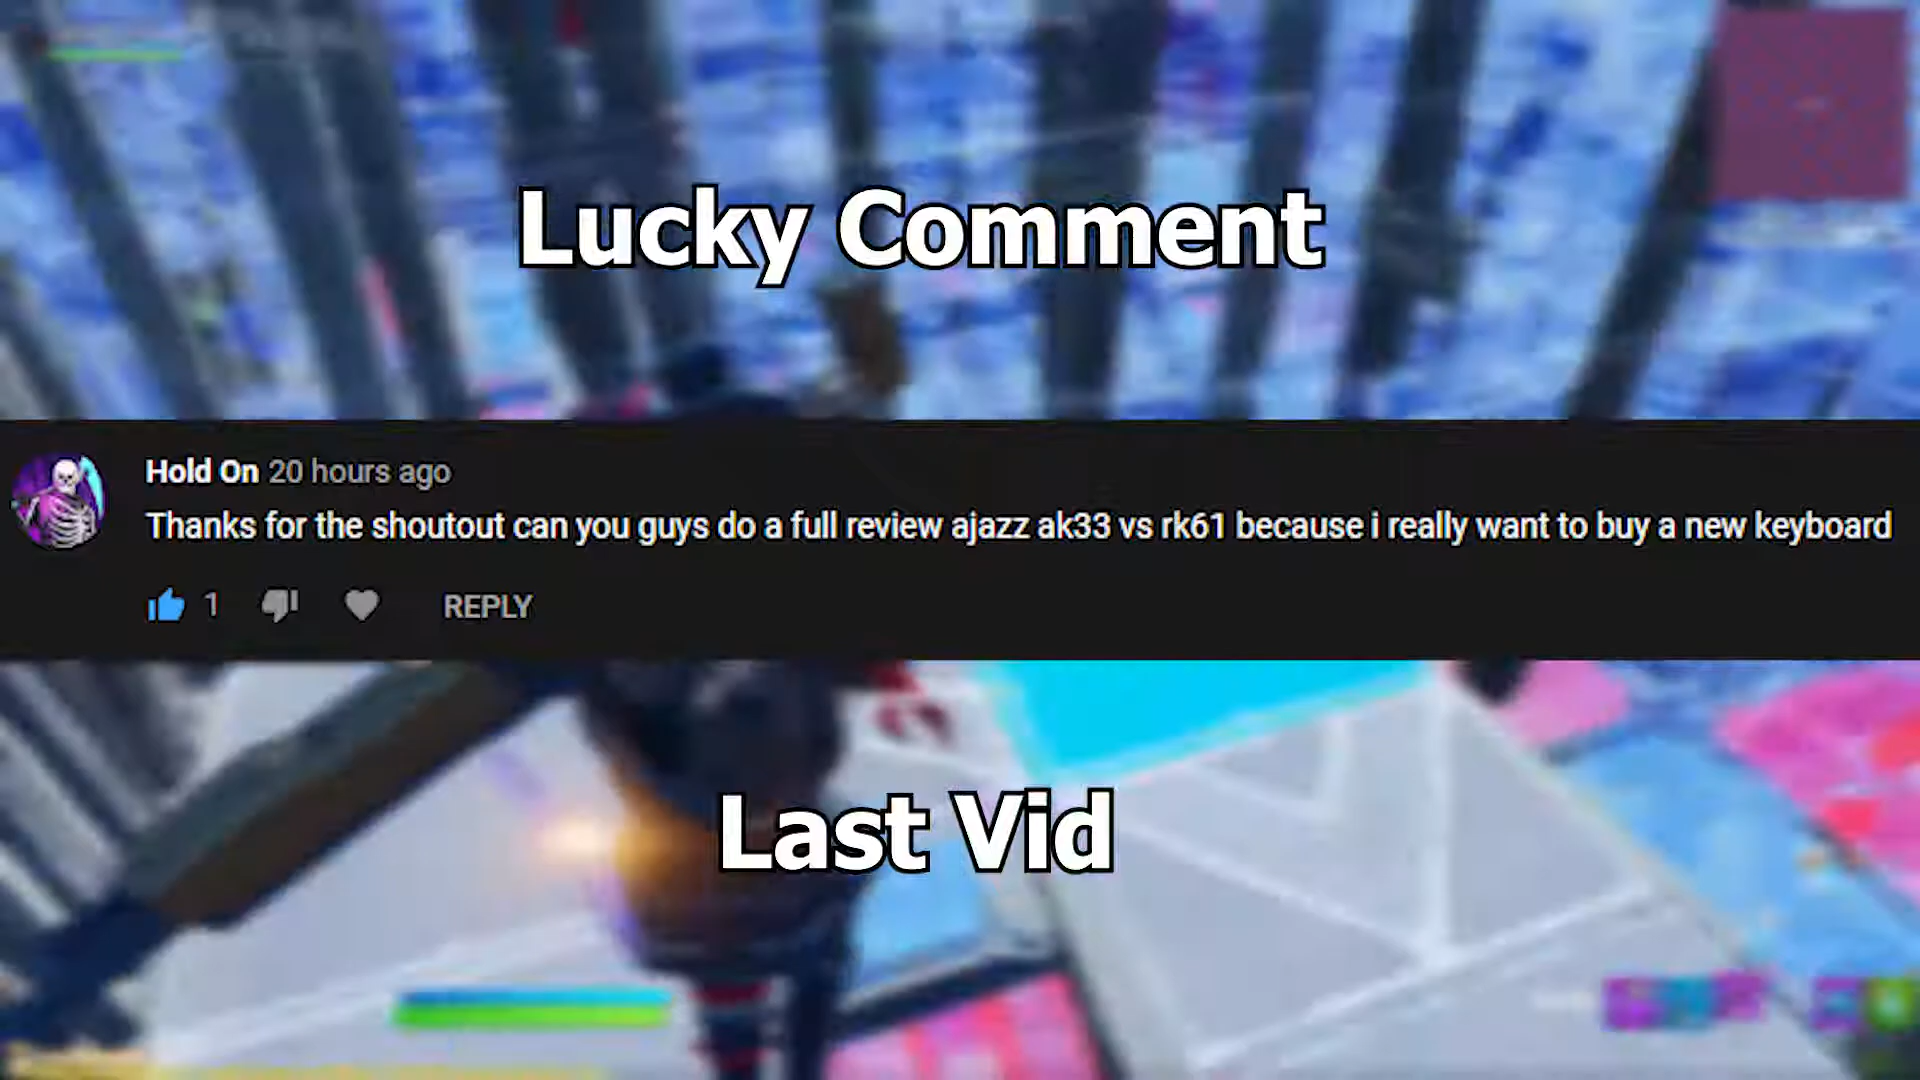 Lucky Comment
Hold On 20 hours ago
Thanks for the shoutout can you guys do a full review ajazz ak33 vs rk61 because i really want to buy a new keyboard
1 REPLY
Last Vid